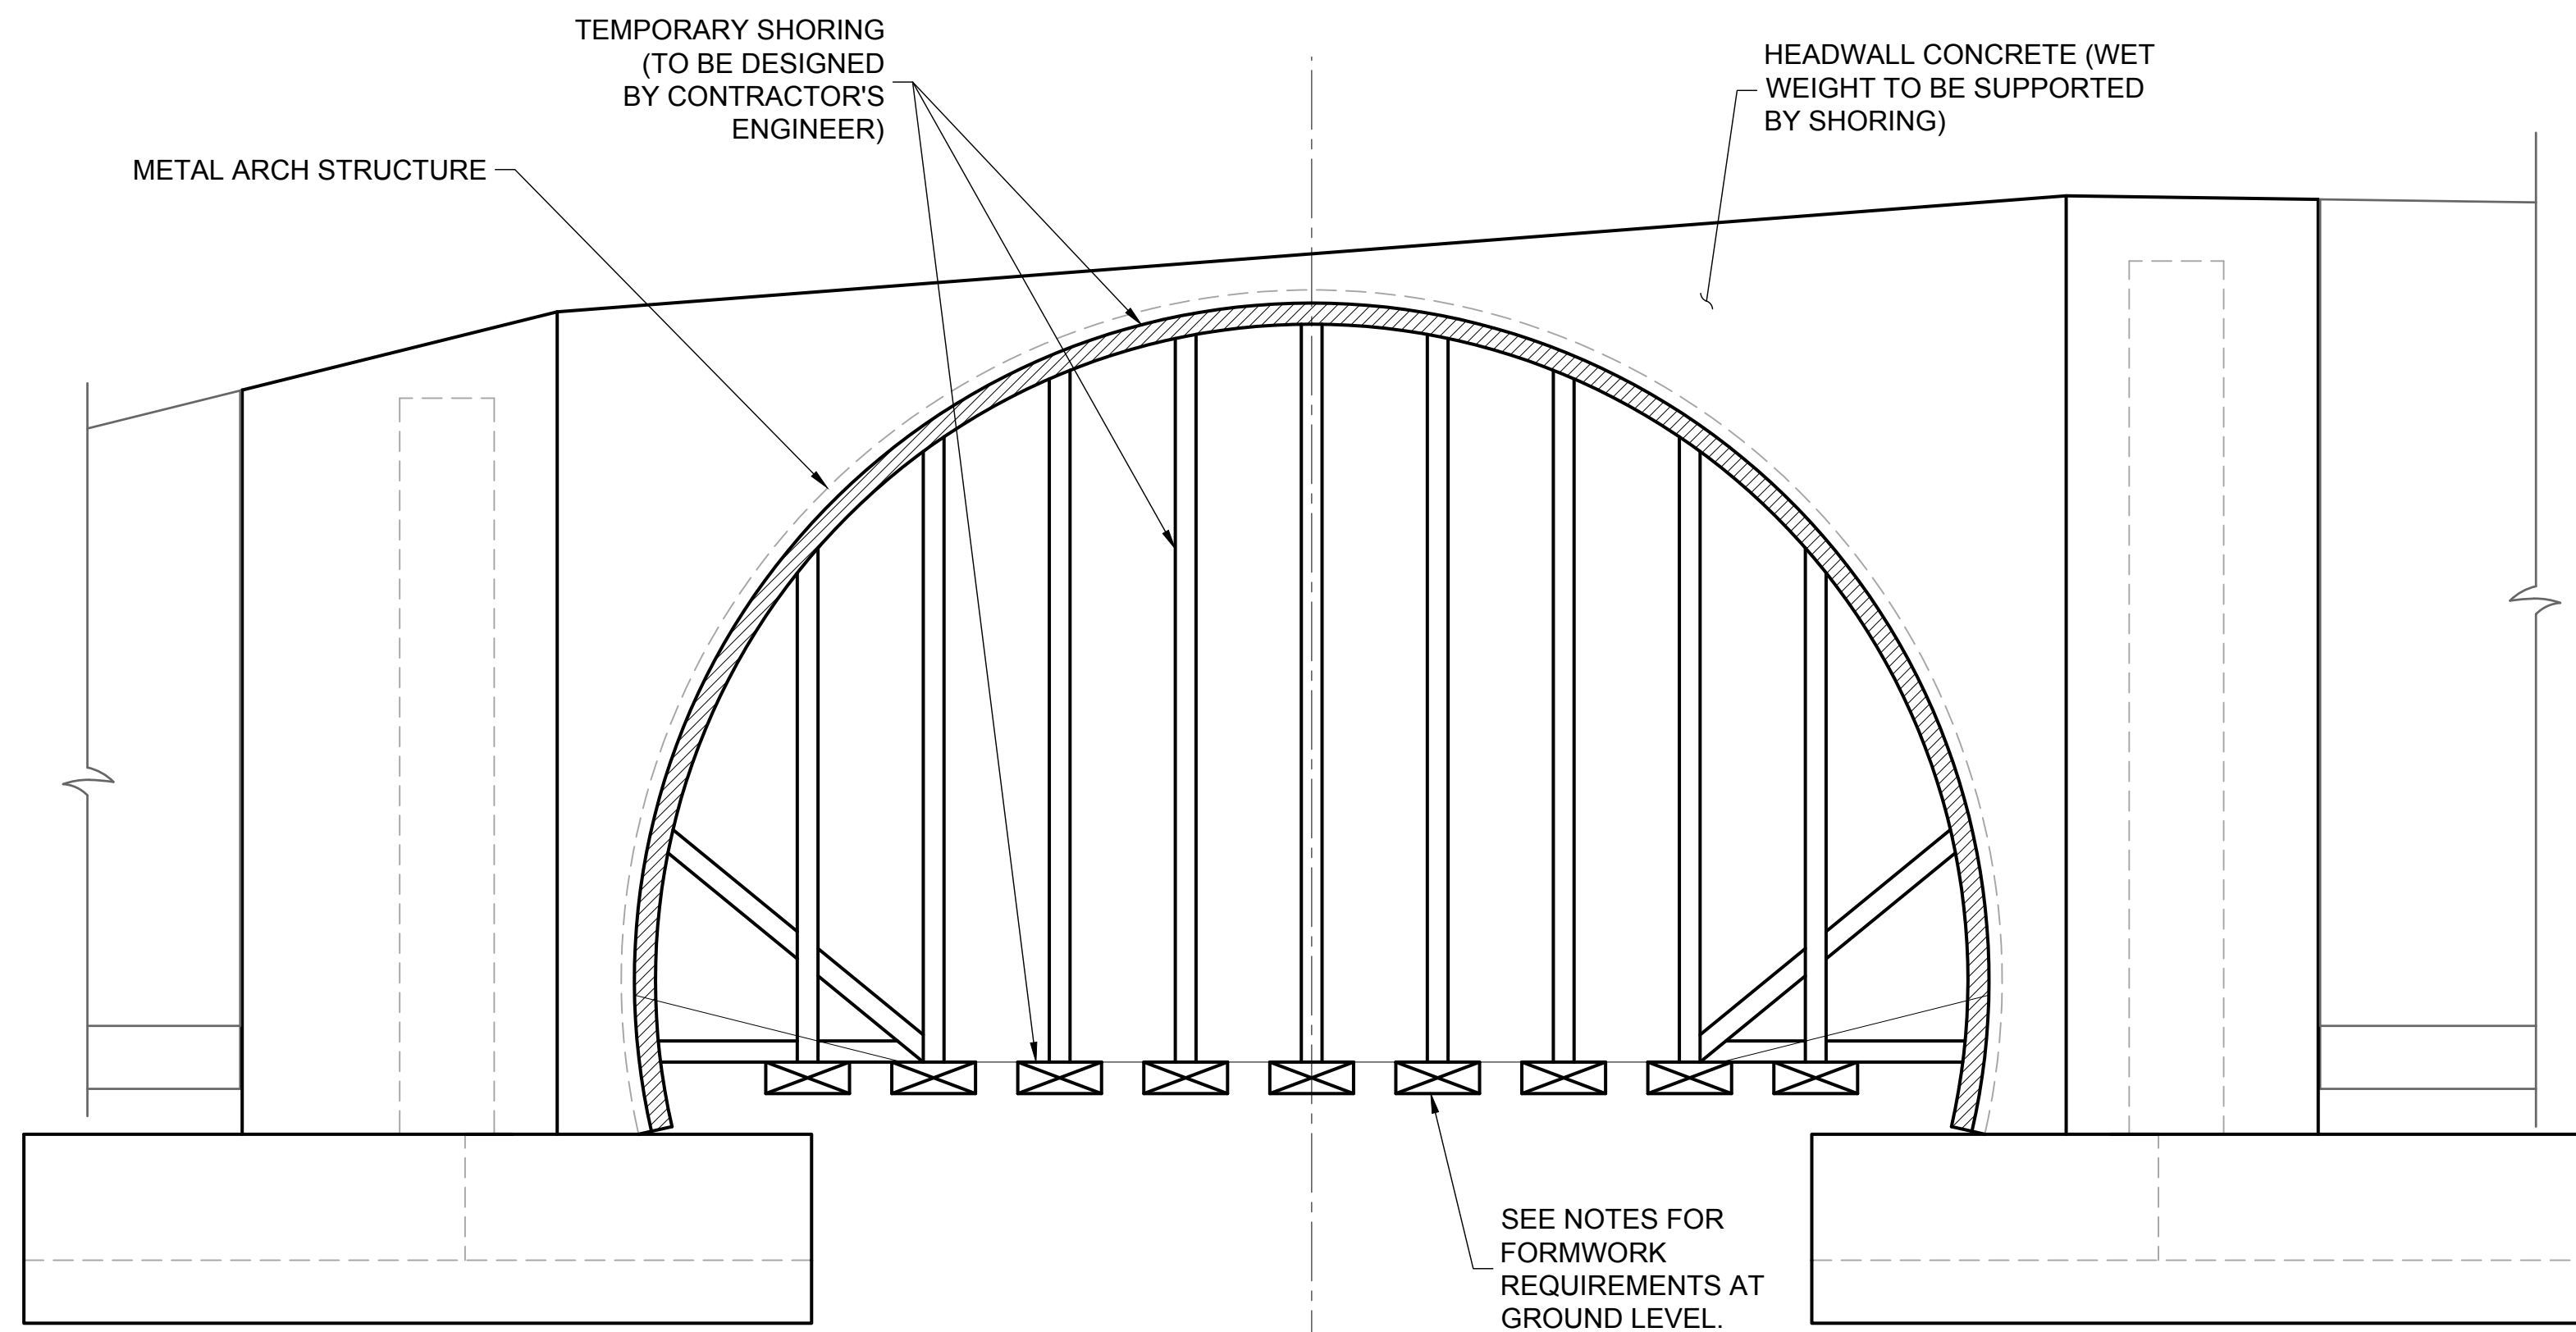 TEMPORARY SHORING
(TO BE DESIGNED
BY CONTRACTOR'S
ENGINEER)
HEADWALL CONCRETE (WET
WEIGHT TO BE SUPPORTED
BY SHORING)
METAL ARCH STRUCTURE
SEE NOTES FOR
FORMWORK
REQUIREMENTS AT
GROUND LEVEL.